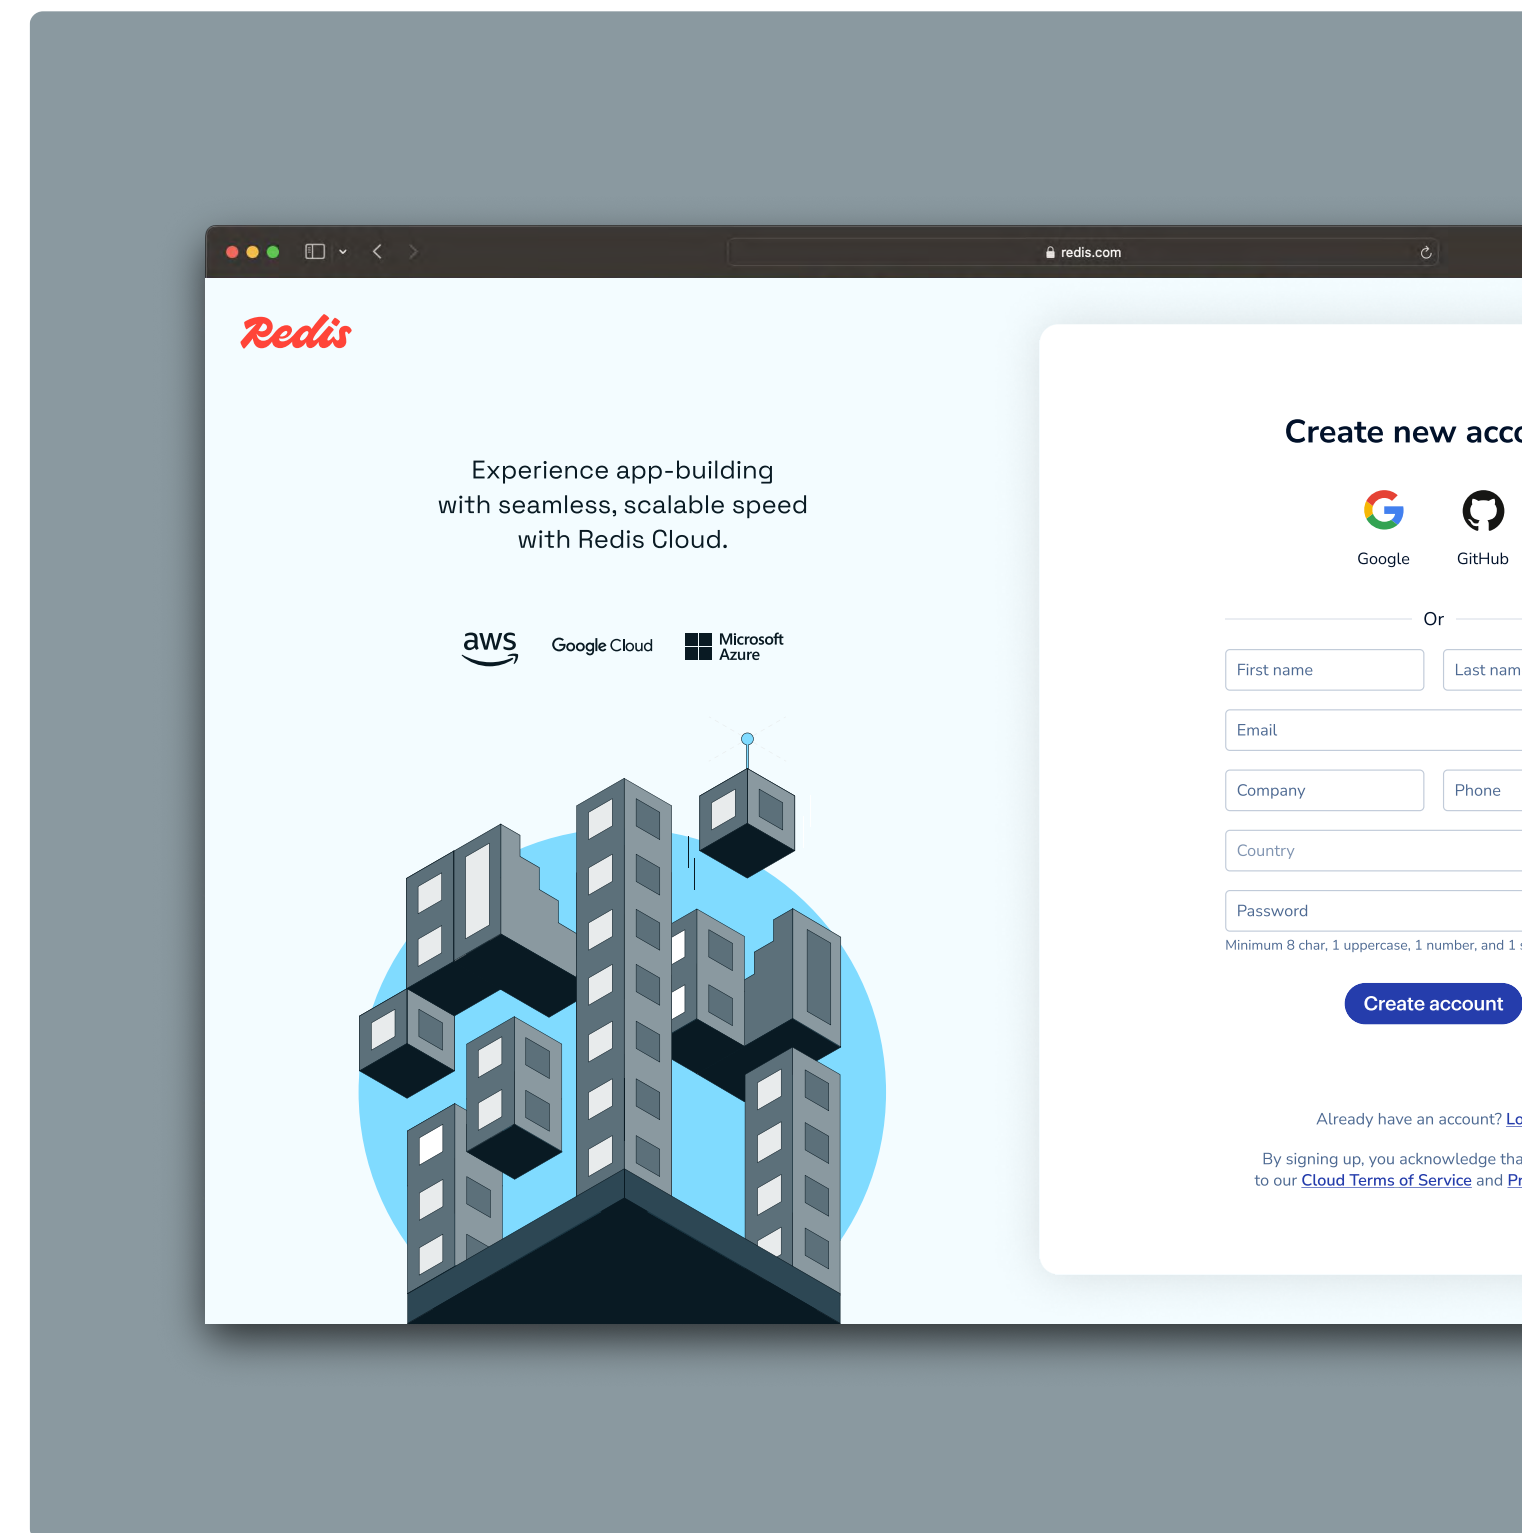 redis.com
Redis
Experience app-building
with seamless, scalable speed
with Redis Cloud.
aws
Google Cloud
Microsoft
Azure
Create new
Google
GitHub
Or
First name
Last
Email
Company
Phone
Country
Password
Minimum 8 char, 1 uppercase, 1 number, and 1
Create account
Already have an account?
By signing up, you acknowledge
to our Cloud Terms of Service and